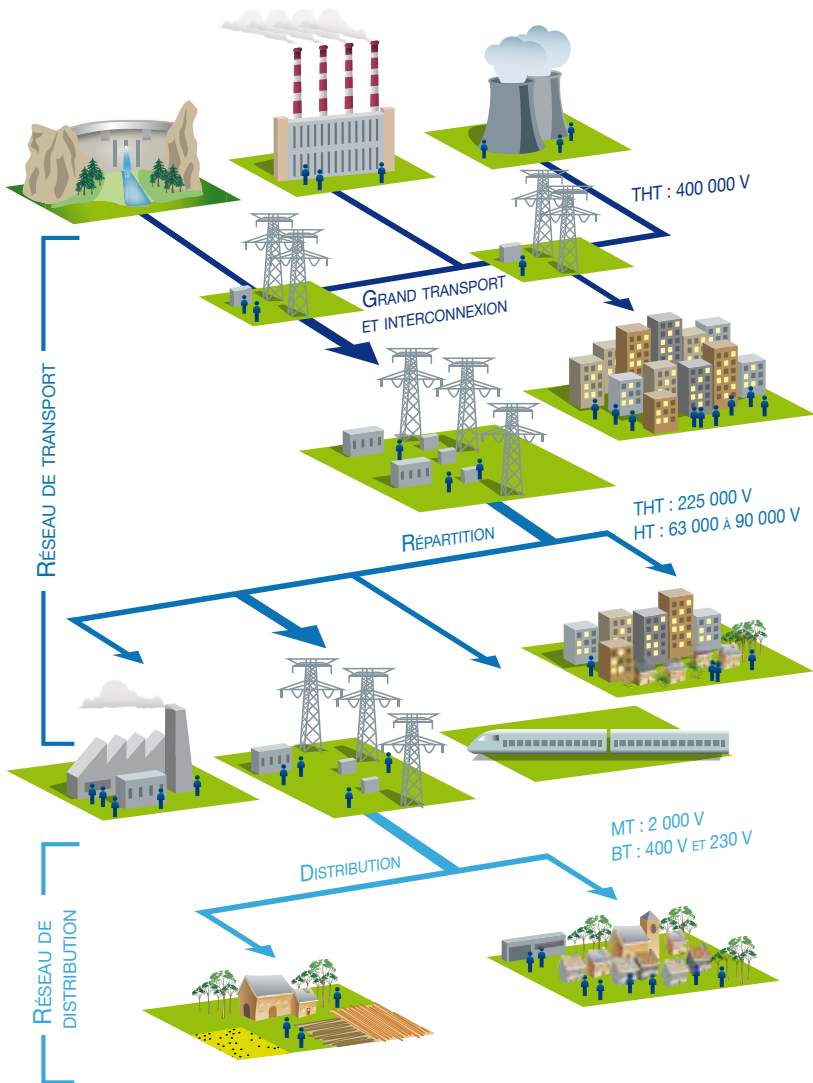 THT : 400 000 V
GRAND TRANSPORT
ET INTERCONNEXION
RÉSEAU DE TRANSPORT
THT : 225 000 V
HT : 63 000 À 90 000 V
RÉPARTITION
MT : 2 000 V
BT : 400 V ET 230 V
DISTRIBUTION
RÉSEAU DE
DISTRIBUTION